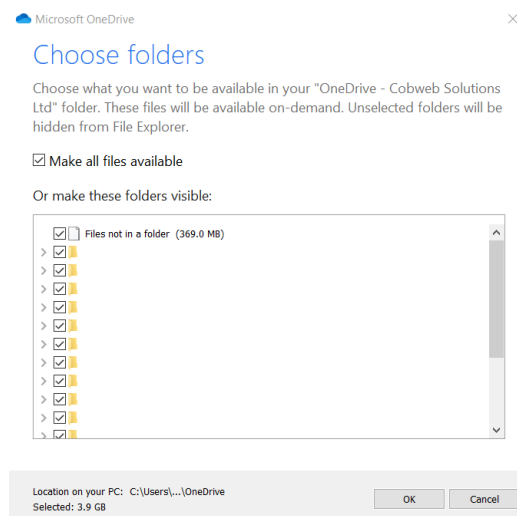 Microsoft OneDrive
Choose folders
Choose what you want to be available in your "OneDrive - Cobweb Solutions
Ltd" folder. These files will be available on-demand. Unselected folders will be
hidden from File Explorer.
Make all files available
Or make these folders visible:
Files not in a folder (369.0 MB)
Location on your PC: C:\Users\...\OneDrive
Selected: 3.9 GB
OK Cancel